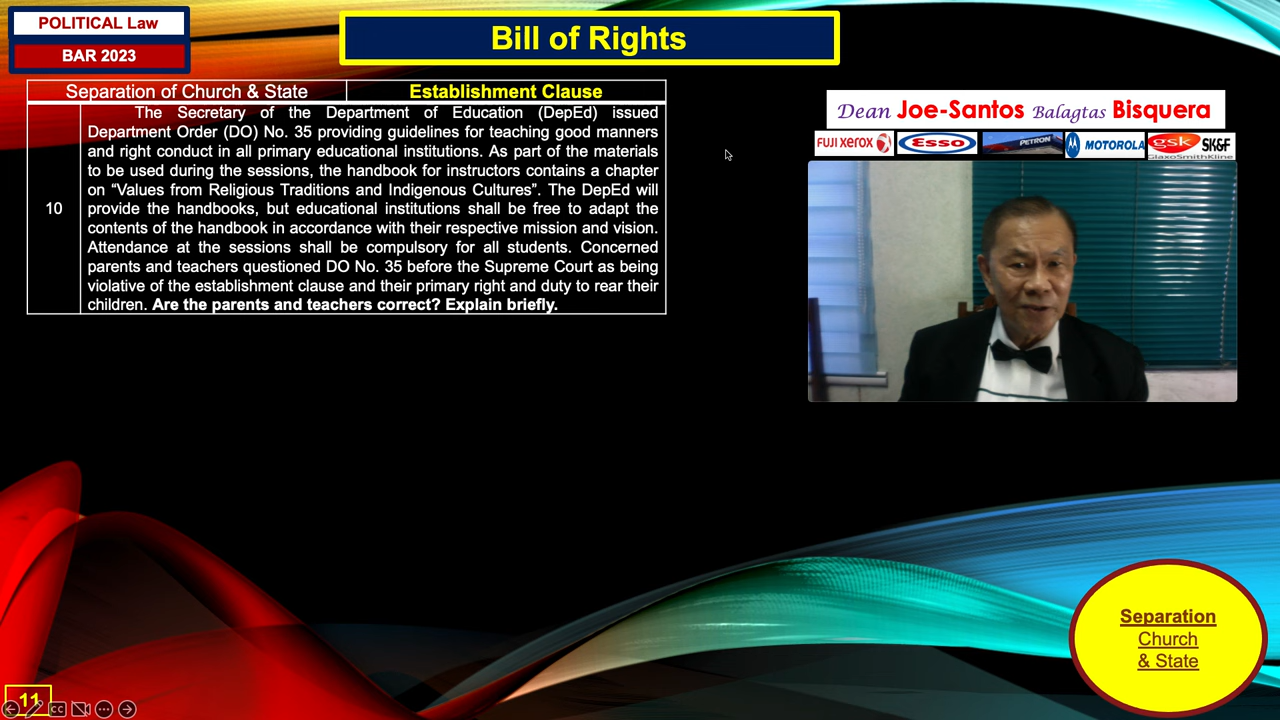 POLITICAL Law
BAR 2023
Bill of Rights
Separation of Church & State
Establishment Clause
10
The Secretary of the Department of Education (DepEd) issued
Department Order (DO) No. 35 providing guidelines for teaching good manners
and right conduct in all primary educational institutions. As part of the materials
to be used during the sessions, the handbook for instructors contains a chapter
on “Values from Religious Traditions and Indigenous Cultures”. The DepEd will
provide the handbooks, but educational institutions shall be free to adapt the
contents of the handbook in accordance with their respective mission and vision.
Attendance at the sessions shall be compulsory for all students. Concerned
parents and teachers questioned DO No. 35 before the Supreme Court as being
violative of the establishment clause and their primary right and duty to rear their
children. Are the parents and teachers correct? Explain briefly.
Dean Joe-Santos Balagtas Bisquera
FUJI XEROX
ESSO
PETRON
MOTOROLA
gsk SK&F
GlaxoSmithKline
Separation
Church
& State
11
CC